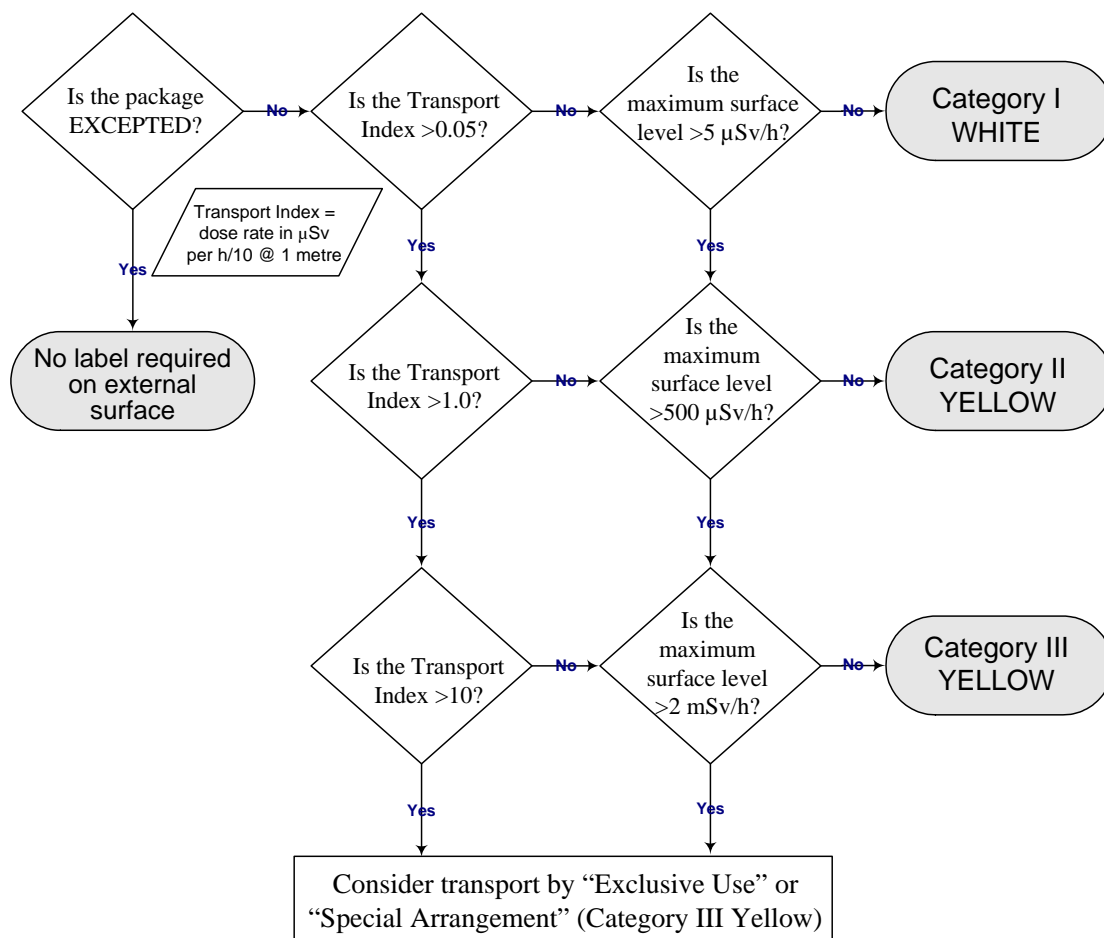 Is the package
EXCEPTED?
No
Is the Transport
Index >0.05?
No
Is the
maximum surface
level >5 µSv/h?
No
Category I
WHITE
Transport Index =
dose rate in µSv
per h/10 @ 1 metre
Yes
Yes
Yes
No label required
on external
surface
Is the Transport
Index >1.0?
No
Is the
maximum
surface level
>500 µSv/h?
No
Category II
YELLOW
Yes
Yes
Is the Transport
Index >10?
No
Is the
maximum
surface level
>2 mSv/h?
No
Category III
YELLOW
Yes
Yes
Consider transport by “Exclusive Use” or
“Special Arrangement” (Category III Yellow)